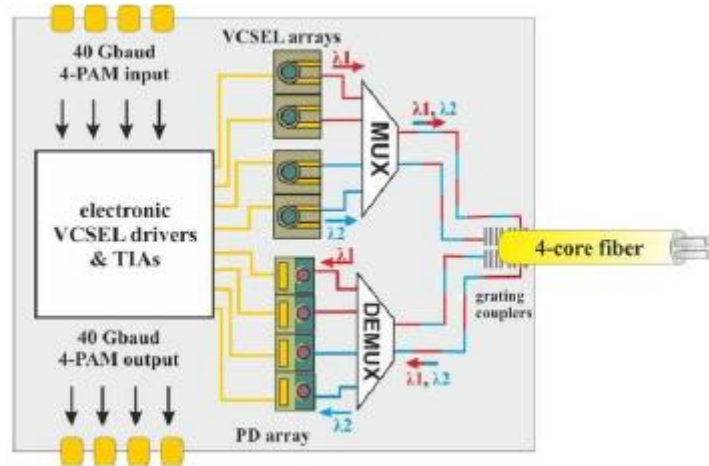 VCSEL arrays
40 Gbaud
4-PAM input
λ1
λ1, λ2
MUX
λ2
electronic
VCSEL drivers
& TIAs
4-core fiber
λ1
grating
couplers
DEMUX
40 Gbaud
4-PAM output
λ1, λ2
λ2
PD array